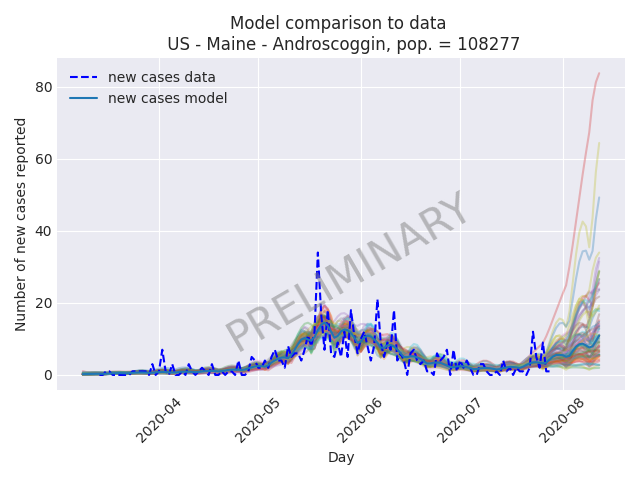 Model comparison to data
US - Maine - Androscoggin, pop. = 108277
new cases data
new cases model
PRELIMINARY
Number of new cases reported
80
60
40
20
0
2020-04
2020-05
2020-06
2020-07
2020-08
Day